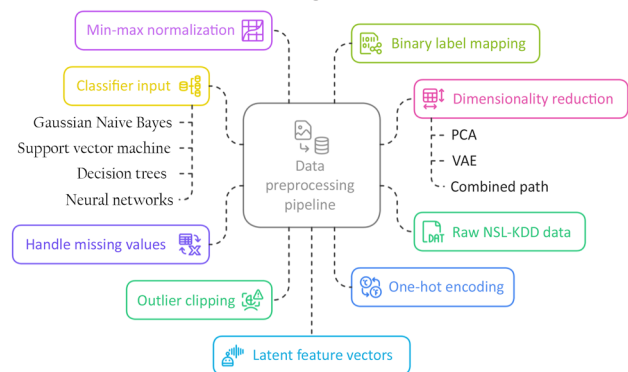 Min-max normalization
Binary label mapping
Classifier input
Gaussian Naive Bayes
Support vector machine
Decision trees
Neural networks
Data
preprocessing
pipeline
Dimensionality reduction
PCA
VAE
Combined path
Handle missing values
DAT
Raw NSL-KDD data
Outlier clipping
One-hot encoding
Latent feature vectors